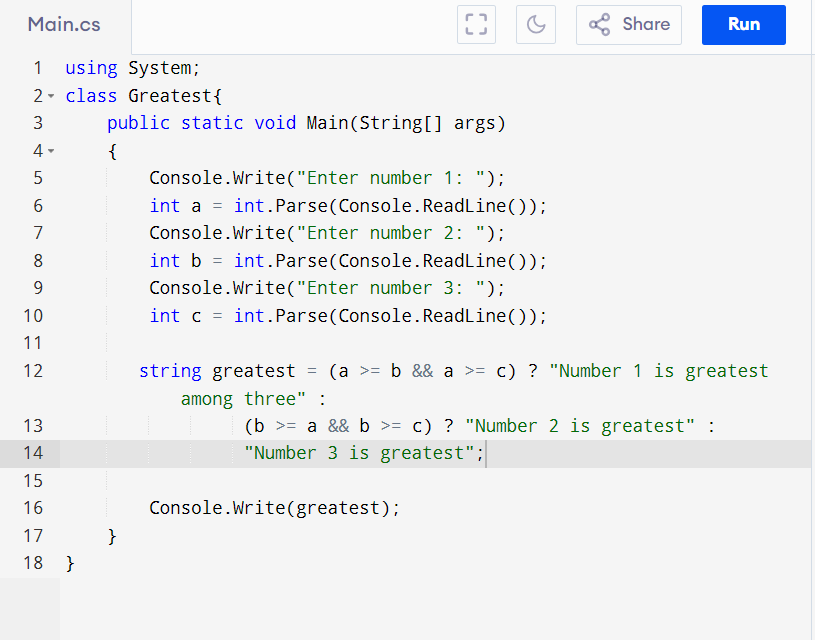 Main.cs
Share
Run
1 using System;
2 class Greatest{
3     public static void Main(String[] args)
4     {
5         Console.Write("Enter number 1: ");
6         int a = int.Parse(Console.ReadLine());
7         Console.Write("Enter number 2: ");
8         int b = int.Parse(Console.ReadLine());
9         Console.Write("Enter number 3: ");
10         int c = int.Parse(Console.ReadLine());
11
12        string greatest = (a >= b && a >= c) ? "Number 1 is greatest
among three" :
13                  (b >= a && b >= c) ? "Number 2 is greatest" :
14                  "Number 3 is greatest";
15
16         Console.Write(greatest);
17     }
18 }